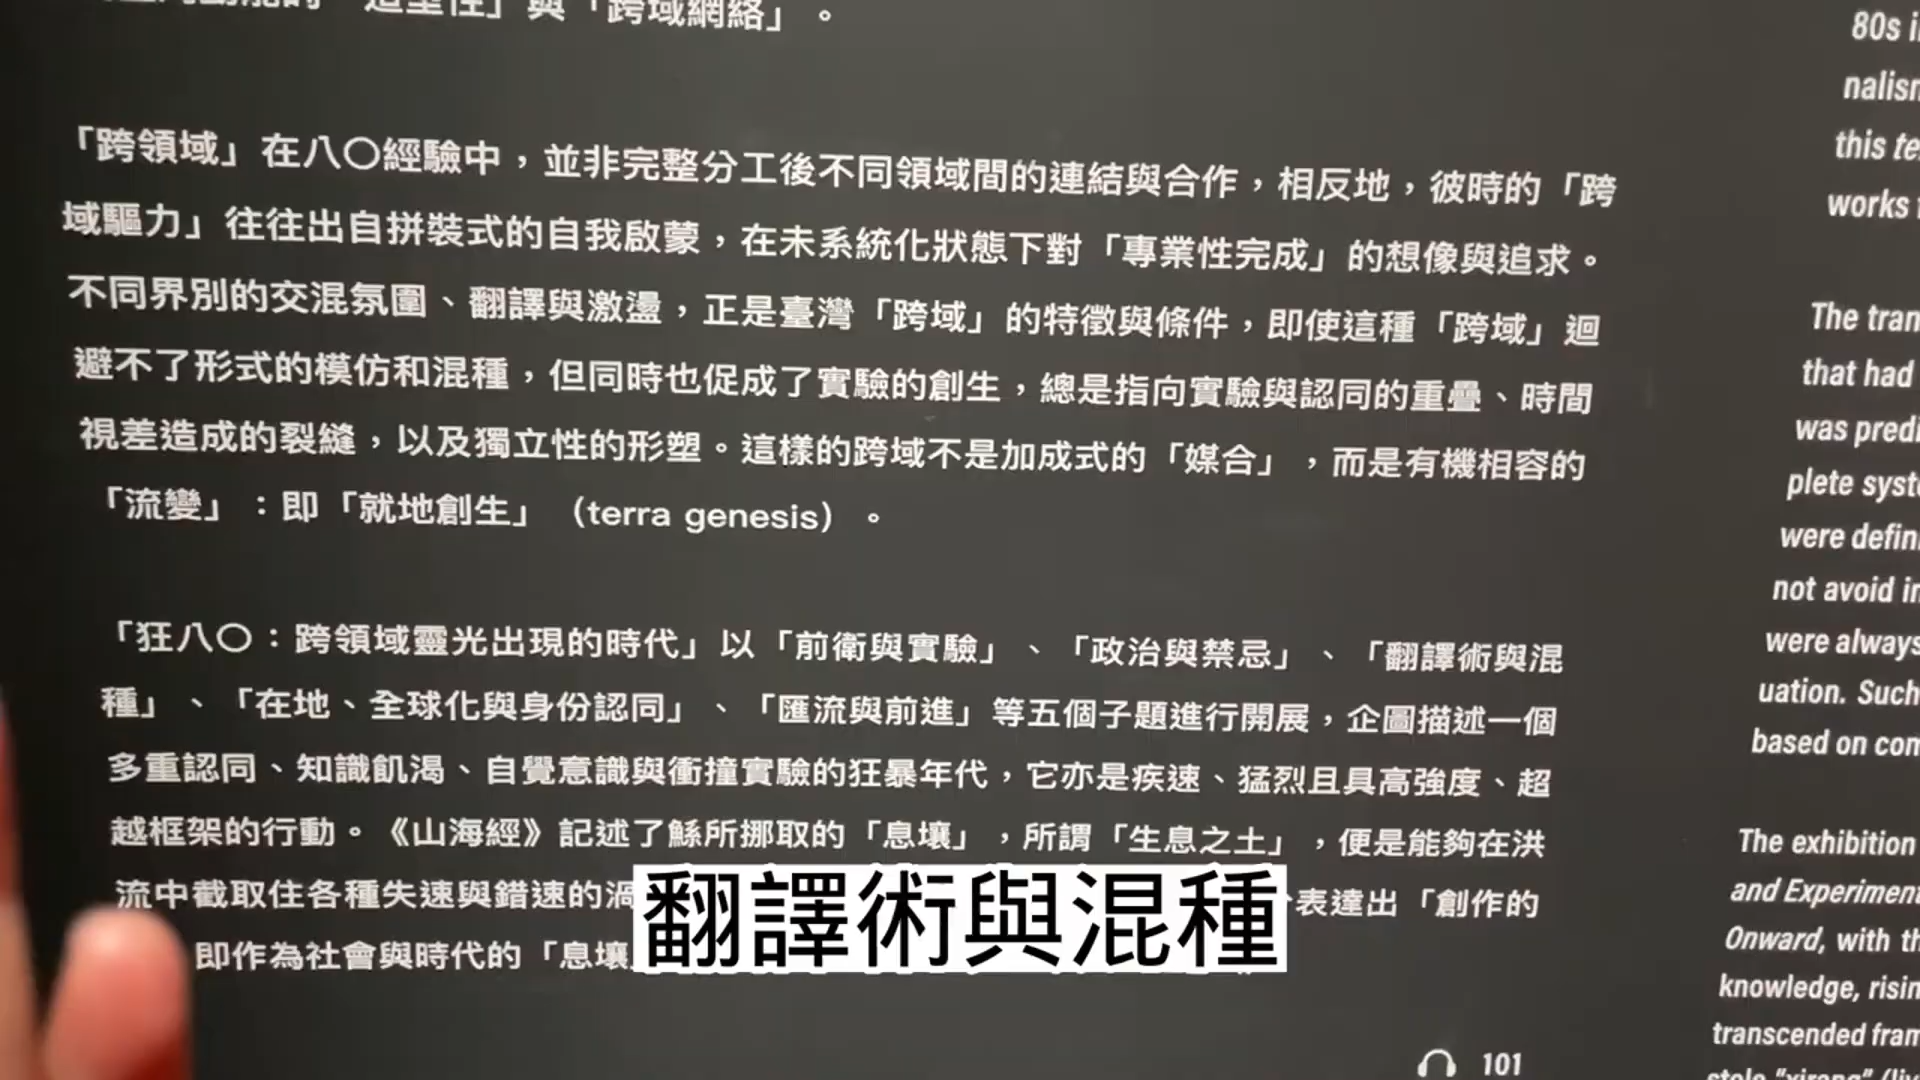 「跨域網絡」。
「跨領域」在八〇經驗中，並非完整分工後不同領域間的連結與合作，相反地，彼時的「跨
域驅力」往往出自拼裝式的自我啟蒙，在未系統化狀態下對「專業性完成」的想像與追求。
不同界別的交混氛圍、翻譯與激盪，正是臺灣「跨域」的特徵與條件，即使這種「跨域」迴
避不了形式的模仿和混種，但同時也促成了實驗的創生，總是指向實驗與認同的重疊、時間
視差造成的裂縫，以及獨立性的形塑。這樣的跨域不是加成式的「媒合」，而是有機相容的
「流變」：即「就地創生」（terra genesis）。
「狂八〇：跨領域靈光出現的時代」以「前衛與實驗」、「政治與禁忌」、「翻譯術與混
種」、「在地、全球化與身份認同」、「匯流與前進」等五個子題進行開展，企圖描述一個
多重認同、知識飢渴、自覺意識與衝撞實驗的狂暴年代，它亦是疾速、猛烈且具高強度、超
越框架的行動。《山海經》記述了鯀所挪取的「息壤」，所謂「生息之土」，便是能夠在洪
流中截取住各種失速與錯速的渦
表達出「創作的
即作為社會與時代的「息壤
翻譯術與混種
101
80s
this
works
The
that had
was
plete
were
not avoid
were always
uation. Such
based on
The exhibition
and
Onward, with
knowledge,
transcended